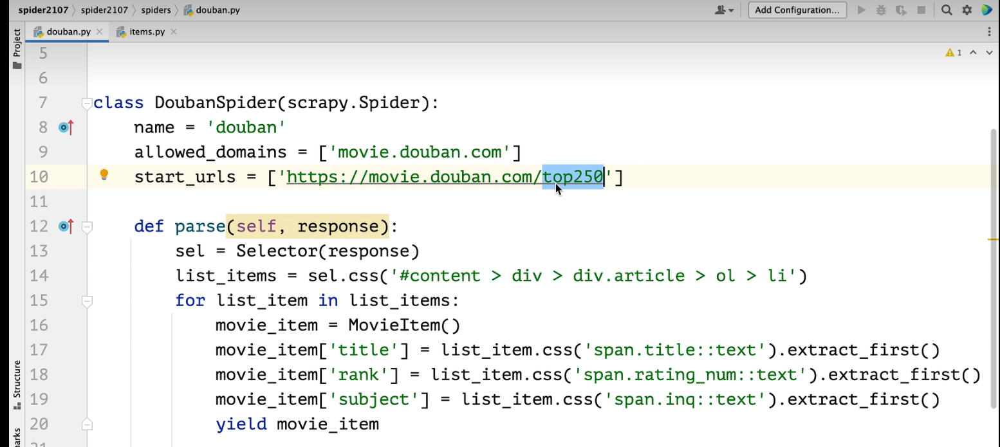 spider2107 spider2107 spiders douban.py Add Configuration...
douban.py items.py
Project
1
5
6
7 class DoubanSpider(scrapy.Spider):
8 name = 'douban'
9 allowed_domains = ['movie.douban.com']
10 start_urls = ['https://movie.douban.com/top250']
11
12 def parse(self, response):
13 sel = Selector(response)
14 list_items = sel.css('#content > div > div.article > ol > li')
15 for list_item in list_items:
16 movie_item = MovieItem()
17 movie_item['title'] = list_item.css('span.title::text').extract_first()
18 movie_item['rank'] = list_item.css('span.rating_num::text').extract_first()
19 movie_item['subject'] = list_item.css('span.inq::text').extract_first()
20 yield movie_item
21
Structure